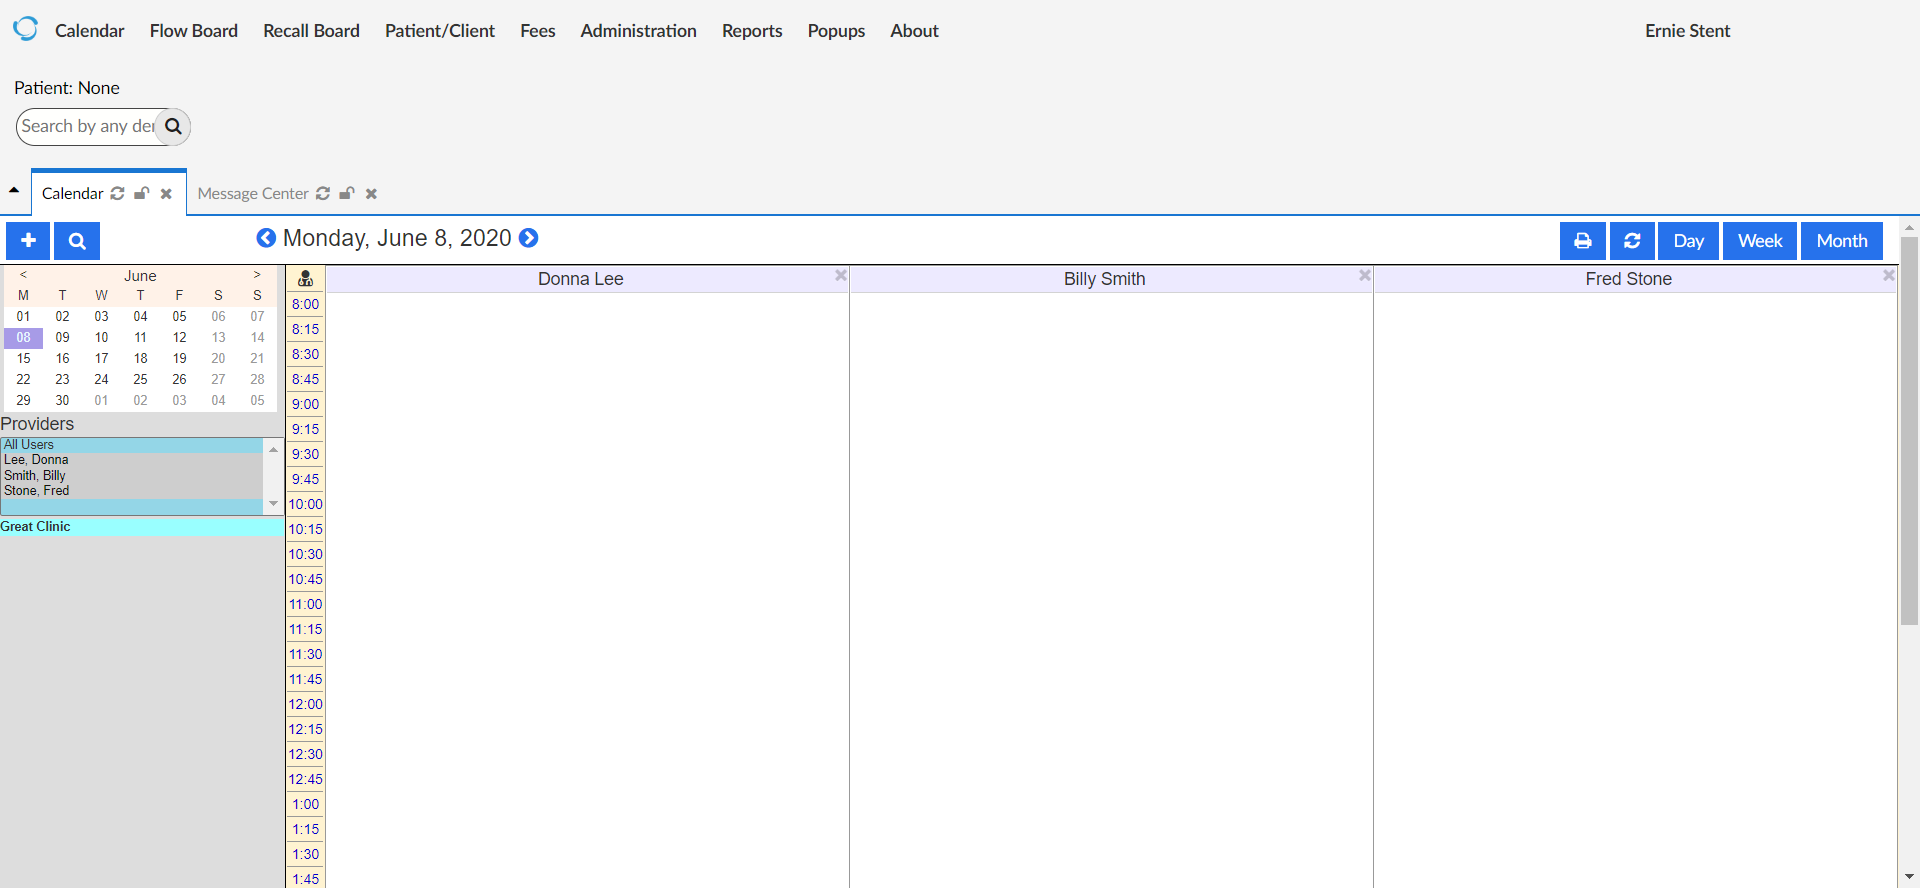 Calendar Flow Board Recall Board Patient/Client Fees Administration Reports Popups About Ernie Stent
Patient: None
Search by any der
Calendar Message Center
Monday, June 8, 2020 Day Week Month
< June >
M T W T F S S
01 02 03 04 05 06 07
08 09 10 11 12 13 14
15 16 17 18 19 20 21
22 23 24 25 26 27 28
29 30 01 02 03 04 05
Providers
All Users
Lee, Donna
Smith, Billy
Stone, Fred
Great Clinic
Donna Lee Billy Smith Fred Stone
8:00
8:15
8:30
8:45
9:00
9:15
9:30
9:45
10:00
10:15
10:30
10:45
11:00
11:15
11:30
11:45
12:00
12:15
12:30
12:45
1:00
1:15
1:30
1:45